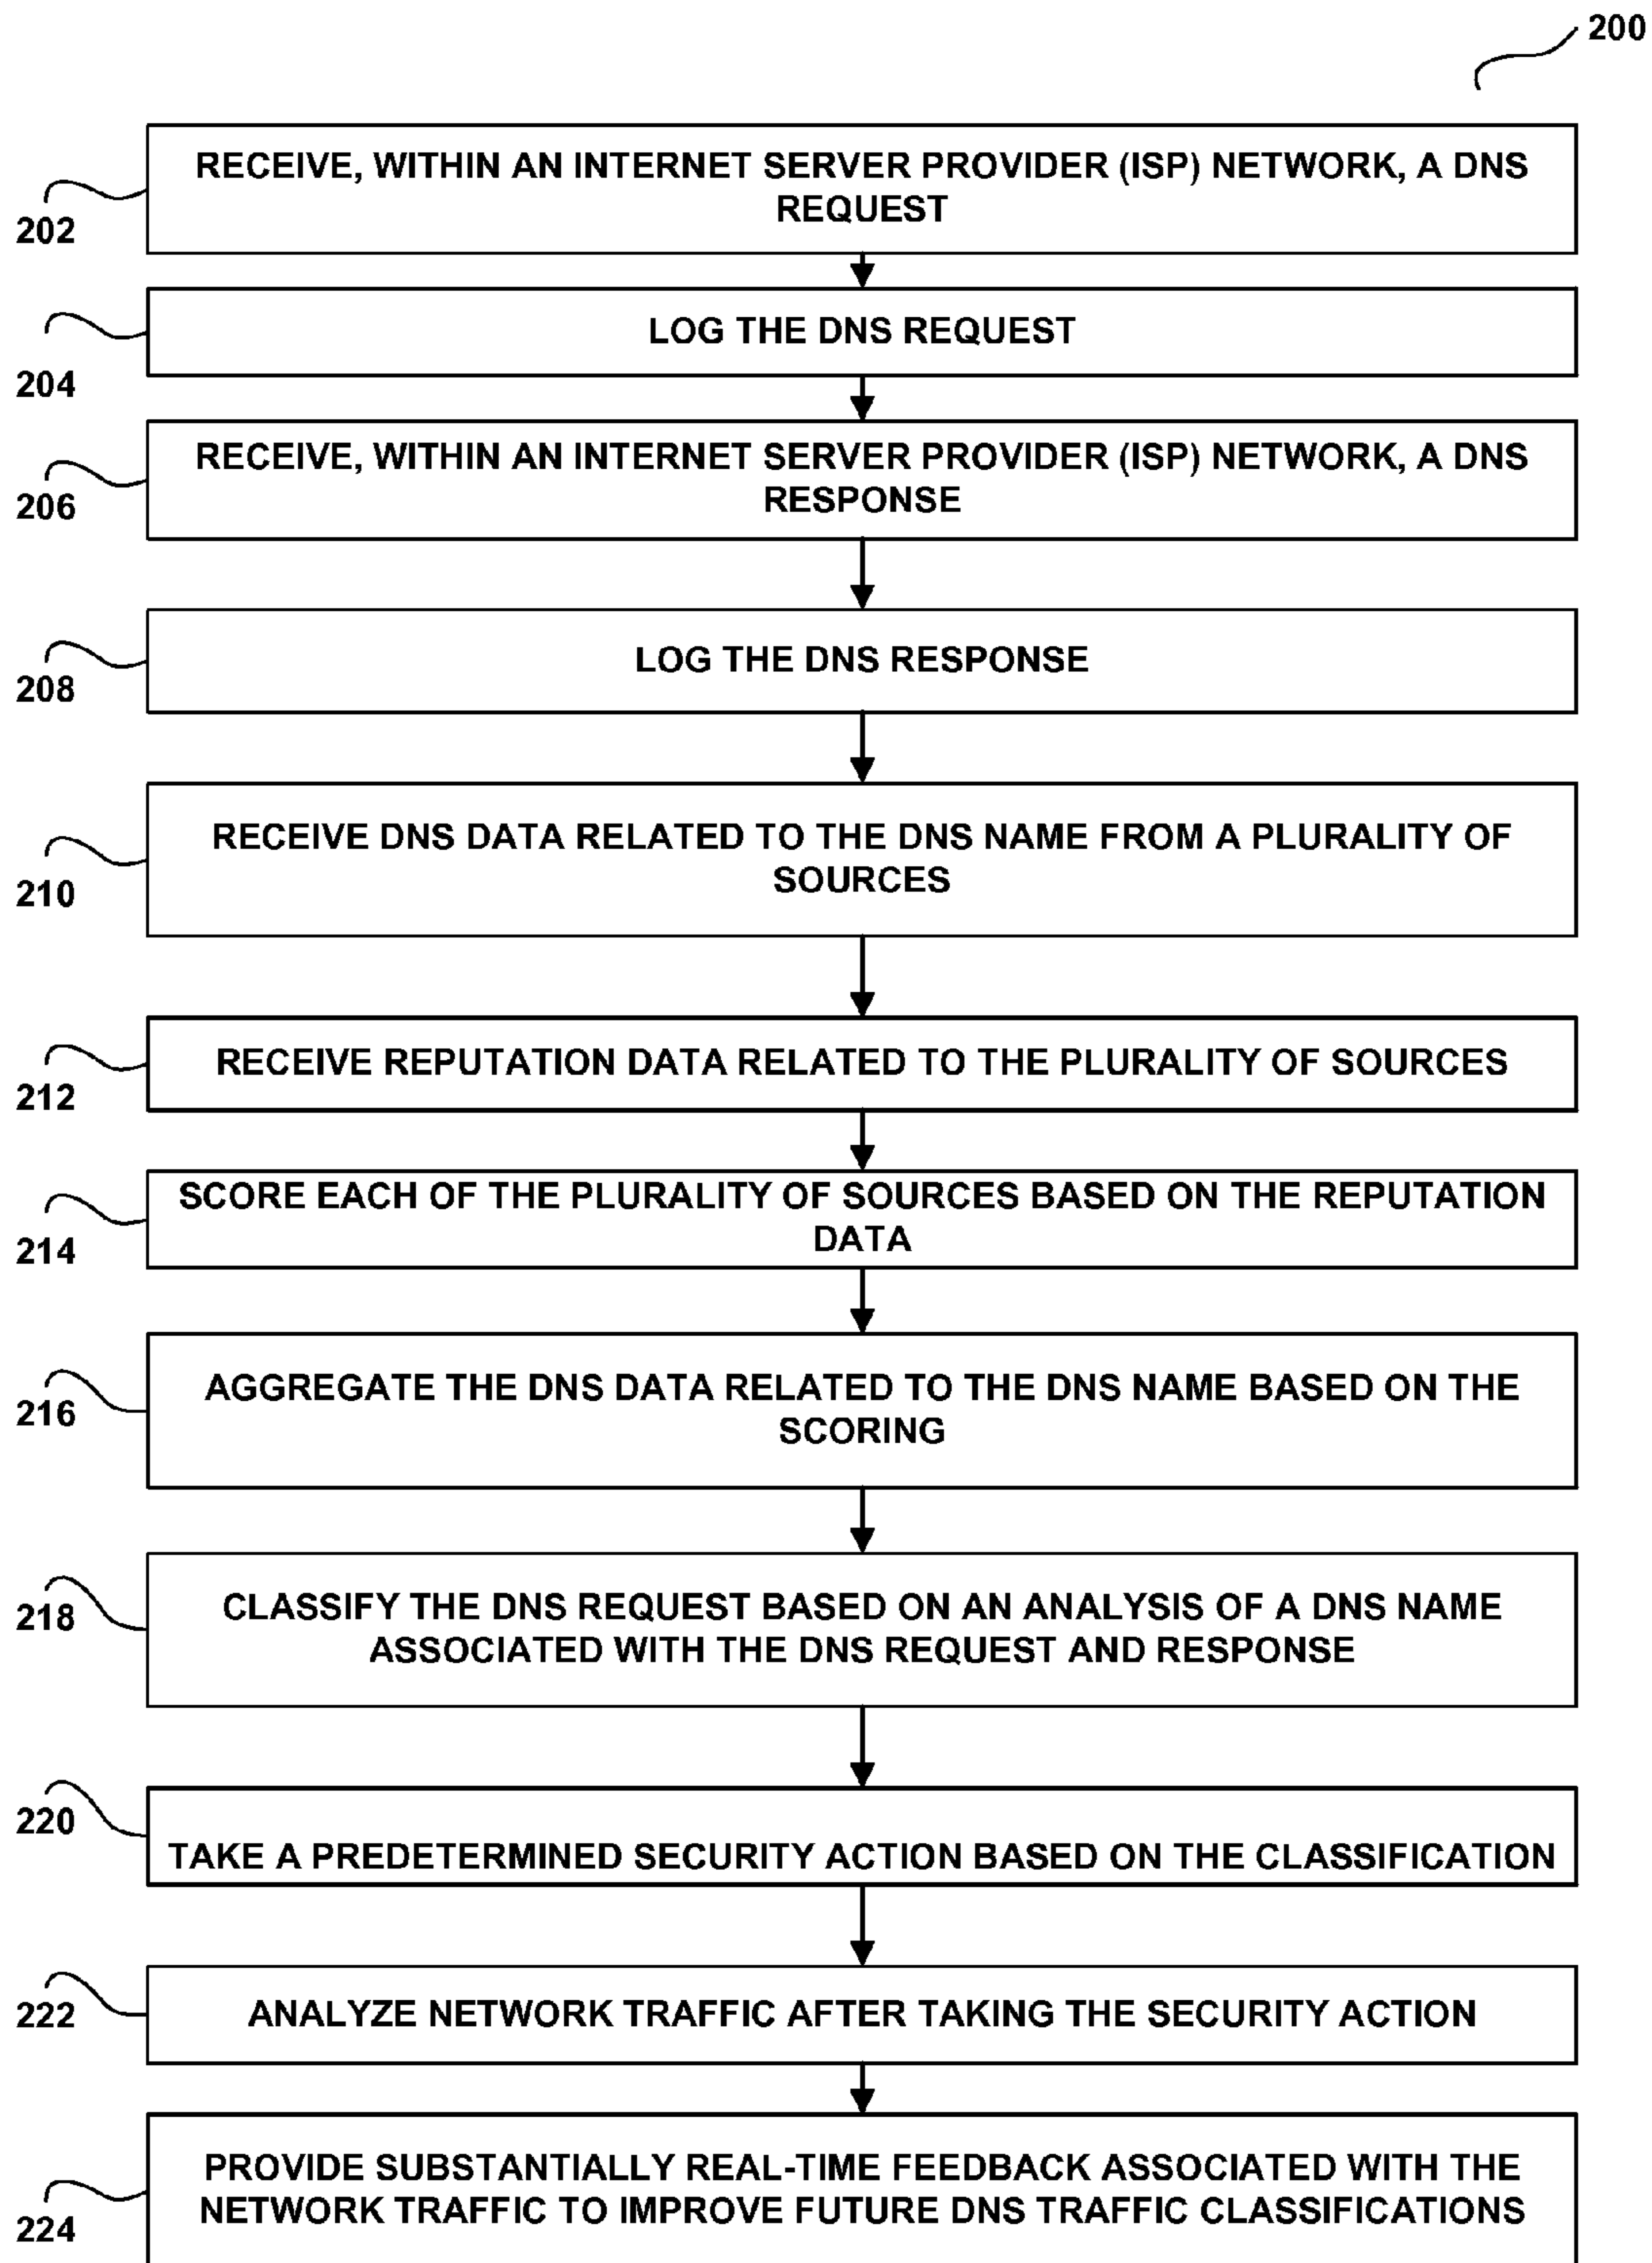 200
RECEIVE, WITHIN AN INTERNET SERVER PROVIDER (ISP) NETWORK, A DNS
REQUEST
202
LOG THE DNS REQUEST
204
RECEIVE, WITHIN AN INTERNET SERVER PROVIDER (ISP) NETWORK, A DNS
RESPONSE
206
LOG THE DNS RESPONSE
208
RECEIVE DNS DATA RELATED TO THE DNS NAME FROM A PLURALITY OF
SOURCES
210
RECEIVE REPUTATION DATA RELATED TO THE PLURALITY OF SOURCES
212
SCORE EACH OF THE PLURALITY OF SOURCES BASED ON THE REPUTATION
DATA
214
AGGREGATE THE DNS DATA RELATED TO THE DNS NAME BASED ON THE
SCORING
216
CLASSIFY THE DNS REQUEST BASED ON AN ANALYSIS OF A DNS NAME
ASSOCIATED WITH THE DNS REQUEST AND RESPONSE
218
TAKE A PREDETERMINED SECURITY ACTION BASED ON THE CLASSIFICATION
220
ANALYZE NETWORK TRAFFIC AFTER TAKING THE SECURITY ACTION
222
PROVIDE SUBSTANTIALLY REAL-TIME FEEDBACK ASSOCIATED WITH THE
NETWORK TRAFFIC TO IMPROVE FUTURE DNS TRAFFIC CLASSIFICATIONS
224